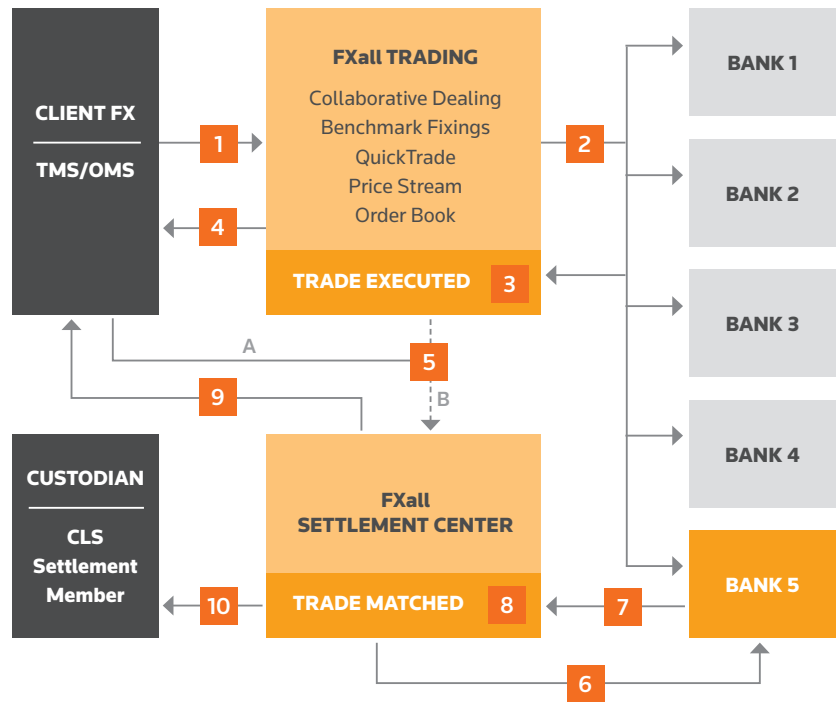 CLIENT FX
TMS/OMS
1
4
FXall TRADING
Collaborative Dealing
Benchmark Fixings
QuickTrade
Price Stream
Order Book
TRADE EXECUTED
3
2
BANK 1
BANK 2
BANK 3
BANK 4
BANK 5
A
5
B
9
CUSTODIAN
CLS
Settlement
Member
10
FXall
SETTLEMENT CENTER
TRADE MATCHED
8
7
6